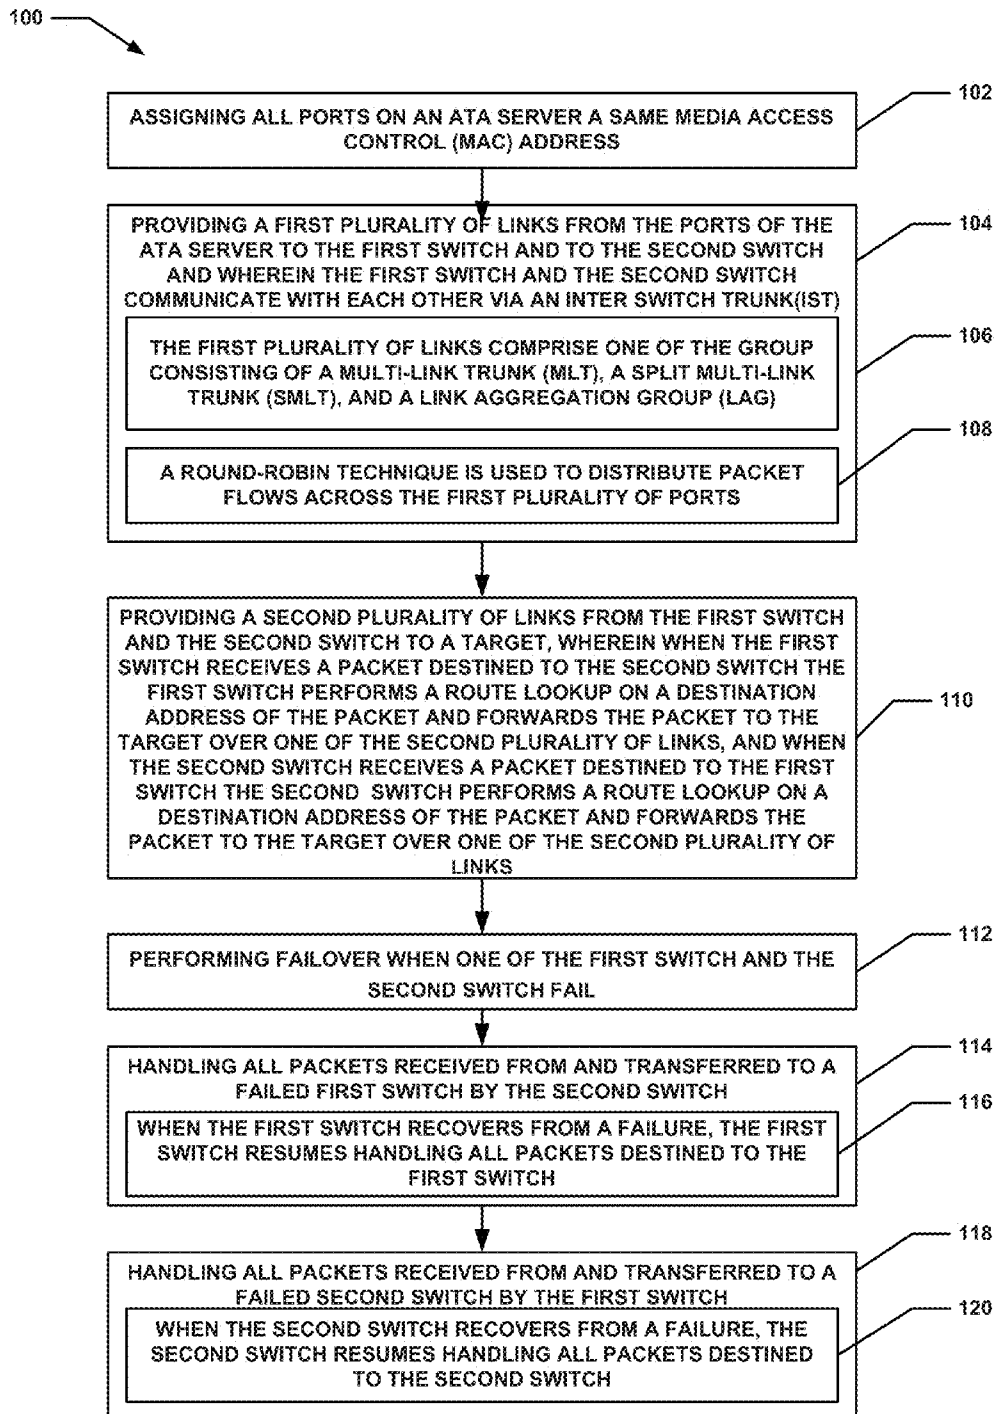 100
102
ASSIGNING ALL PORTS ON AN ATA SERVER A SAME MEDIA ACCESS
CONTROL (MAC) ADDRESS
104
PROVIDING A FIRST PLURALITY OF LINKS FROM THE PORTS OF THE
ATA SERVER TO THE FIRST SWITCH AND TO THE SECOND SWITCH
AND WHEREIN THE FIRST SWITCH AND THE SECOND SWITCH
COMMUNICATE WITH EACH OTHER VIA AN INTER SWITCH TRUNK(IST)
106
THE FIRST PLURALITY OF LINKS COMPRISE ONE OF THE GROUP
CONSISTING OF A MULTI-LINK TRUNK (MLT), A SPLIT MULTI-LINK
TRUNK (SMLT), AND A LINK AGGREGATION GROUP (LAG)
108
A ROUND-ROBIN TECHNIQUE IS USED TO DISTRIBUTE PACKET
FLOWS ACROSS THE FIRST PLURALITY OF PORTS
110
PROVIDING A SECOND PLURALITY OF LINKS FROM THE FIRST SWITCH
AND THE SECOND SWITCH TO A TARGET, WHEREIN WHEN THE FIRST
SWITCH RECEIVES A PACKET DESTINED TO THE SECOND SWITCH THE
FIRST SWITCH PERFORMS A ROUTE LOOKUP ON A DESTINATION
ADDRESS OF THE PACKET AND FORWARDS THE PACKET TO THE
TARGET OVER ONE OF THE SECOND PLURALITY OF LINKS, AND WHEN
THE SECOND SWITCH RECEIVES A PACKET DESTINED TO THE FIRST
SWITCH THE SECOND SWITCH PERFORMS A ROUTE LOOKUP ON A
DESTINATION ADDRESS OF THE PACKET AND FORWARDS THE
PACKET TO THE TARGET OVER ONE OF THE SECOND PLURALITY OF
LINKS
112
PERFORMING FAILOVER WHEN ONE OF THE FIRST SWITCH AND THE
SECOND SWITCH FAIL
114
HANDLING ALL PACKETS RECEIVED FROM AND TRANSFERRED TO A
FAILED FIRST SWITCH BY THE SECOND SWITCH
116
WHEN THE FIRST SWITCH RECOVERS FROM A FAILURE, THE FIRST
SWITCH RESUMES HANDLING ALL PACKETS DESTINED TO THE
FIRST SWITCH
118
HANDLING ALL PACKETS RECEIVED FROM AND TRANSFERRED TO A
FAILED SECOND SWITCH BY THE FIRST SWITCH
120
WHEN THE SECOND SWITCH RECOVERS FROM A FAILURE, THE
SECOND SWITCH RESUMES HANDLING ALL PACKETS DESTINED
TO THE SECOND SWITCH